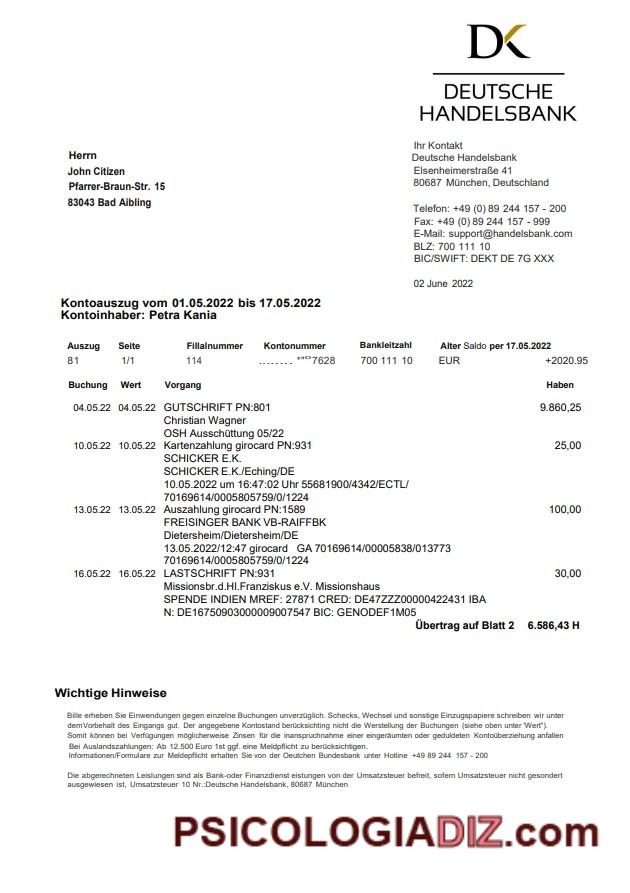 DK
DEUTSCHE
HANDELSBANK
Ihr Kontakt
Deutsche Handelsbank
Elsenheimerstraße 41
80687 München, Deutschland
Herrn
John Citizen
Pfarrer-Braun-Str. 15
83043 Bad Aibling
Telefon: +49 (0) 89 244 157 - 200
Fax: +49 (0) 89 244 157 - 999
E-Mail: support@handelsbank.com
BLZ: 700 111 10
BIC/SWIFT: DEKT DE 7G XXX
02 June 2022
Kontoauszug vom 01.05.2022 bis 17.05.2022
Kontoinhaber: Petra Kania
Auszug Seite Fillalnummer Kontonummer Bankleitzahl Alter Saldo per 17.05.2022
81 1/1 114 7628 700 111 10 EUR +2020.95
Buchung Wert Vorgang Haben
04.05.22 04.05.22 GUTSCHRIFT PN:801 9.860,25
Christian Wagner
OSH Ausschüttung 05/22
10.05.22 10.05.22 Kartenzahlung girocard PN:931 25,00
SCHICKER E.K.
SCHICKER E.K./Eching/DE
10.05.2022 um 16:47:02 Uhr 55681900/4342/ECTL/
70169614/0005805759/0/1224
13.05.22 13.05.22 Auszahlung girocard PN:1589 100,00
FREISINGER BANK VB-RAIFFBK
Dietersheim/Dietersheim/DE
13.05.2022/12:47 girocard GA 70169614/00005838/013773
70169614/0005805759/0/1224
16.05.22 16.05.22 LASTSCHRIFT PN:931 30,00
Missionsbr.d.Hl.Franziskus e.V. Missionshaus
SPENDE INDIEN MREF: 27871 CRED: DE47ZZZ00000422431 IBA
N: DE16750903000009007547 BIC: GENODEF1M05
Übertrag auf Blatt 2 6.586,43 H
Wichtige Hinweise
Bille erheben Sie Einwendungen gegen einzelne Buchungen unverzüglich. Schecks, Wechsel und sonstige Einzugspapiere schreiben wir unter
demVorbehalt des Eingangs gut. Der angegebene Kontostand berücksichting nicht die Werstellung der Buchungen (siehe oben unter "Wert").
Somit können bei Verfügungen möglicherweise Zinsen für die inanspruchnahme einer eingeräumten oder geduldeten Kontoüberziehung anfallen
Bei Auslandszahlungen: Ab 12.500 Euro 1st ggf. eine Meldpflicht zu berücksichtigen.
Informationen/Formulare zur Meldepflicht erhalten Sie von der Oeutchen Bundesbank unter Hotline +49 89 244 157 - 200
Die abgerechneten Leislungen sind als Bank-oder Finanzdienst eistungen von der Umsatzsteuer befreit, sofern Umsatzsteuer nicht gesondert
ausgewiesen ist, Umsatzsteuer 10 Nr.:Deutsche Handelsbank, 80687 München
PSICOLOGIADIZ.com